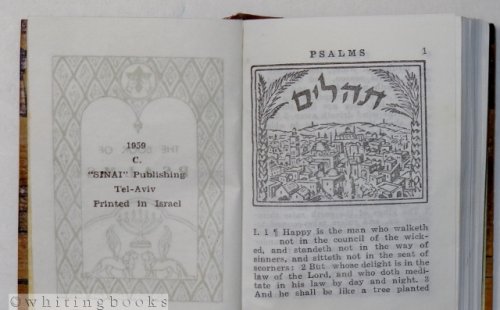 1959
C.
"SINAI" Publishing
Tel-Aviv
Printed in Israel
PSALMS 1
תהלים
I. 1 ¶ Happy is the man who walketh
not in the council of the wick-
ed, and standeth not in the way of
sinners, and sitteth not in the seat of
scorners: 2 But whose delight is in the
law of the Lord, and who doth medi-
tate in his law by day and night. 3
And he shall be like a tree planted
©whitingbooks